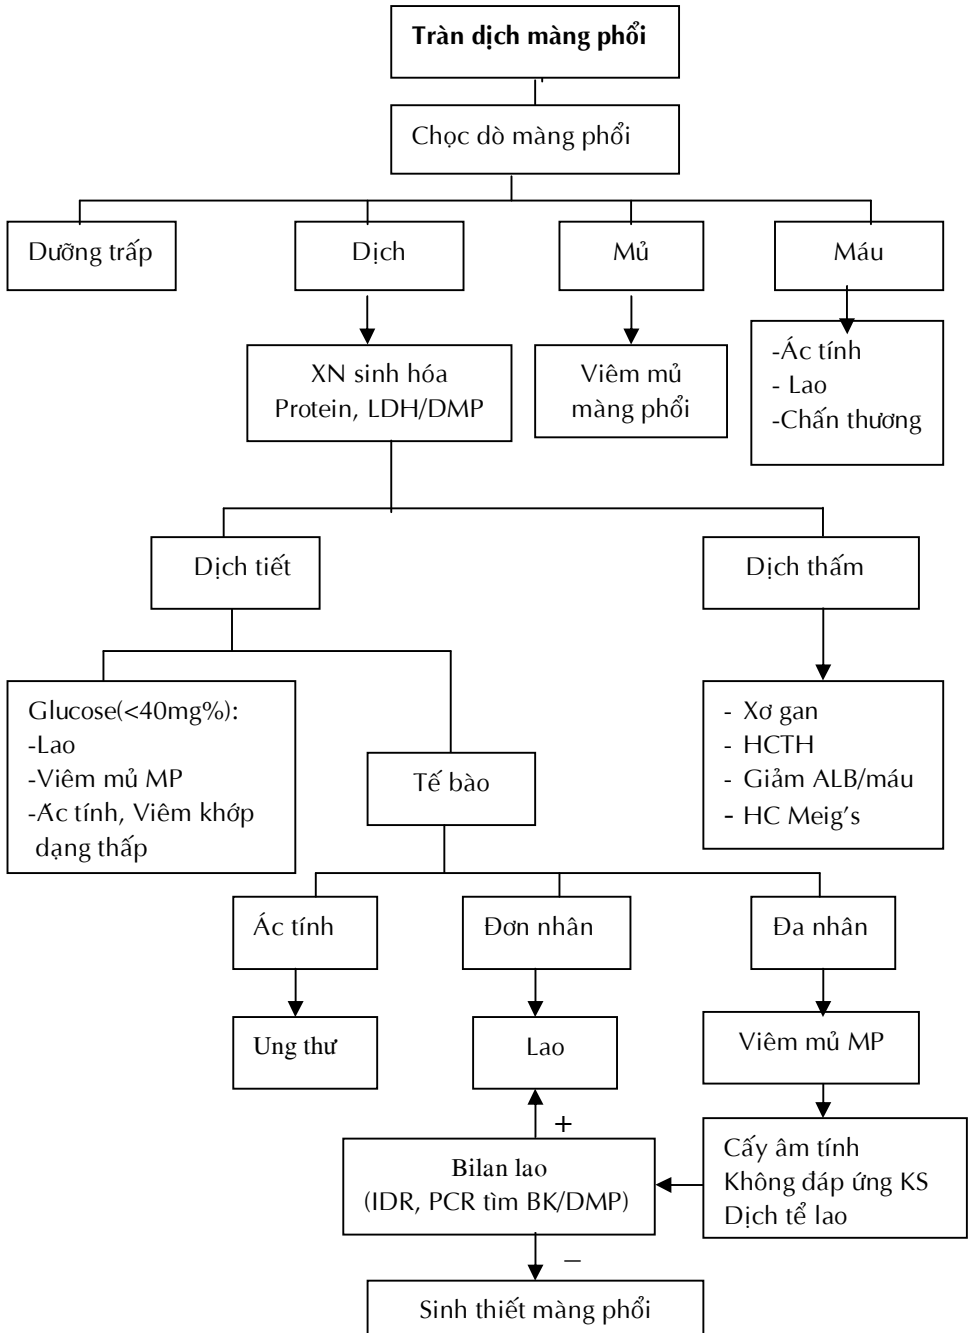 Tràn dịch màng phổi
Chọc dò màng phổi
Dưỡng trấp
Dịch
Mủ
Máu
XN sinh hóa
Protein, LDH/DMP
Viêm mủ
màng phổi
-Ác tính
- Lao
-Chấn thương
Dịch tiết
Dịch thấm
Glucose(<40mg%):
-Lao
-Viêm mủ MP
-Ác tính, Viêm khớp
dạng thấp
Tế bào
- Xơ gan
- HCTH
- Giảm ALB/máu
- HC Meig's
Ác tính
Đơn nhân
Đa nhân
Ung thư
Lao
Viêm mủ MP
+
Bilan lao
(IDR, PCR tìm BK/DMP)
Cấy âm tính
Không đáp ứng KS
Dịch tể lao
–
Sinh thiết màng phổi